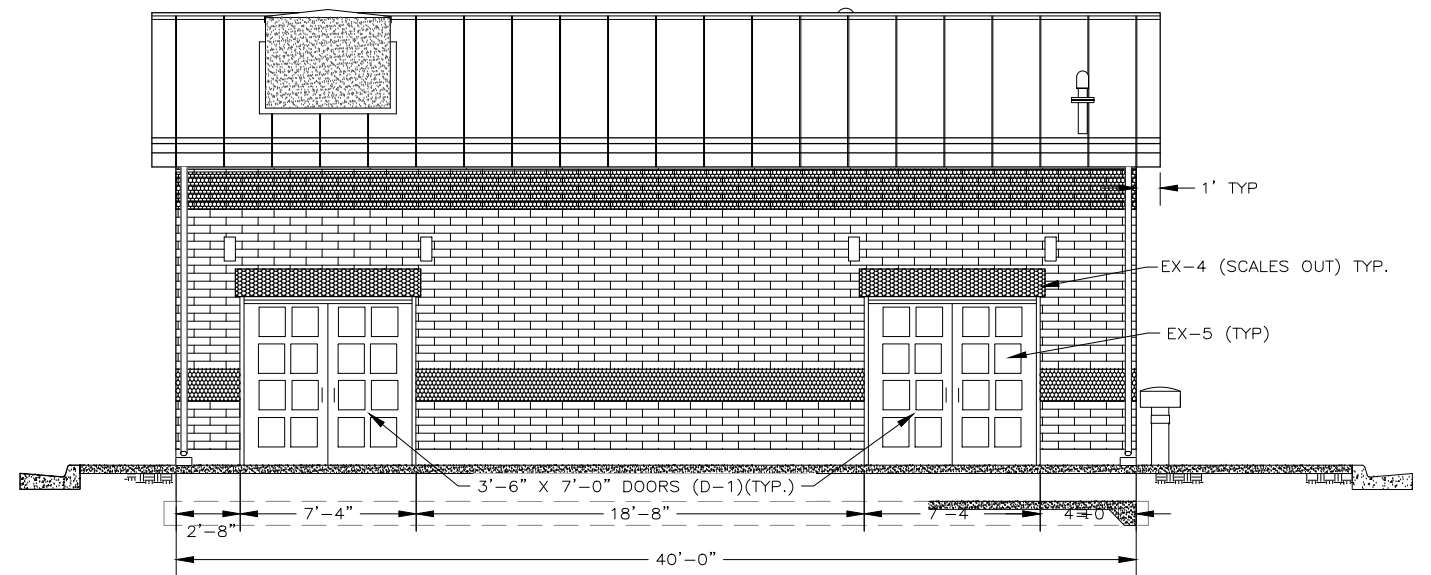 1' TYP
EX-4 (SCALES OUT) TYP.
EX-5 (TYP)
3'-6" X 7'-0" DOORS (D-1)(TYP.)
2'-8"
7'-4"
18'-8"
7'-4
4'-0
40'-0"